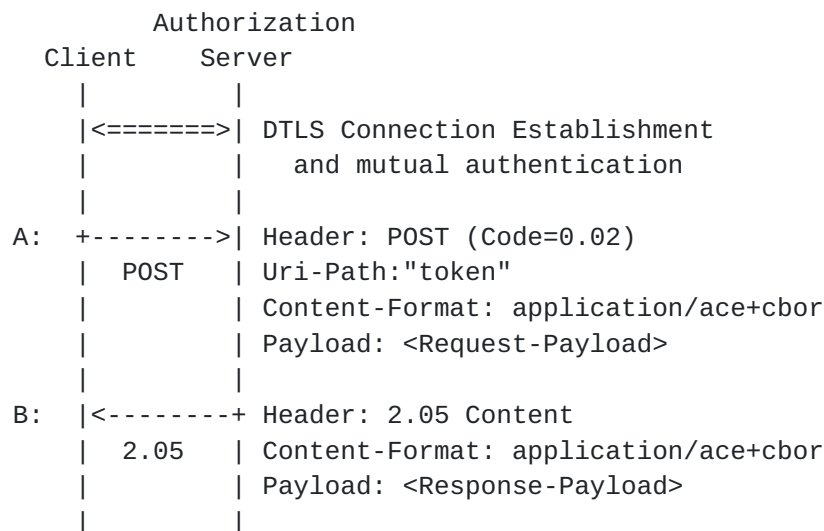 Authorization
Client    Server
|         |
|<=======>| DTLS Connection Establishment
|         |   and mutual authentication
|         |
A:  +-------->| Header: POST (Code=0.02)
|  POST   | Uri-Path:"token"
|         | Content-Format: application/ace+cbor
|         | Payload: <Request-Payload>
|         |
B:  |<--------+ Header: 2.05 Content
|  2.05   | Content-Format: application/ace+cbor
|         | Payload: <Response-Payload>
|         |